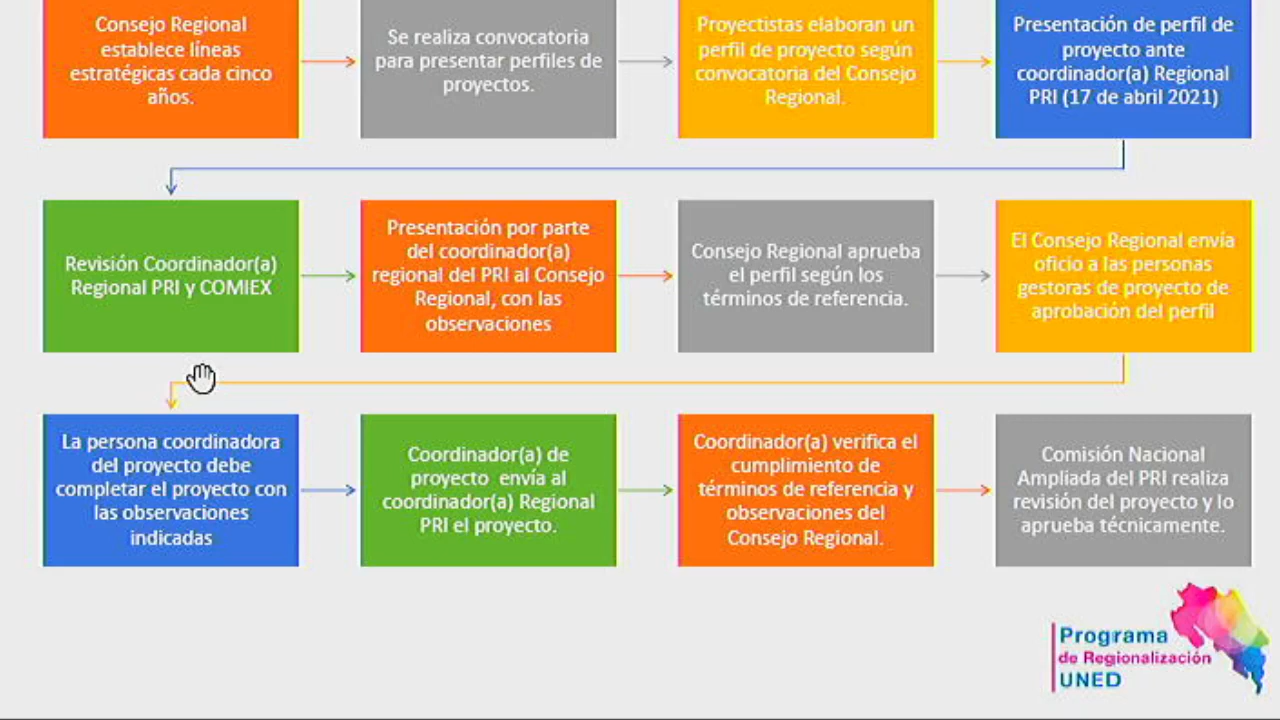 Consejo Regional
establece líneas
estratégicas cada cinco
años.
Se realiza convocatoria
para presentar perfiles de
proyectos.
Proyectistas elaboran un
perfil de proyecto según
convocatoria del Consejo
Regional.
Presentación de perfil de
proyecto ante
coordinador(a) Regional
PRI (17 de abril 2021)
Revisión Coordinador(a)
Regional PRI y COMIEX
Presentación por parte
del coordinador(a)
regional del PRI al Consejo
Regional, con las
observaciones
Consejo Regional aprueba
el perfil según los
términos de referencia.
El Consejo Regional envía
oficio a las personas
gestoras de proyecto de
aprobación del perfil
La persona coordinadora
del proyecto debe
completar el proyecto con
las observaciones
indicadas
Coordinador(a) de
proyecto envía al
coordinador(a) Regional
PRI el proyecto.
Coordinador(a) verifica el
cumplimiento de
términos de referencia y
observaciones del
Consejo Regional.
Comisión Nacional
Ampliada del PRI realiza
revisión del proyecto y lo
aprueba técnicamente.
Programa
de Regionalización
UNED